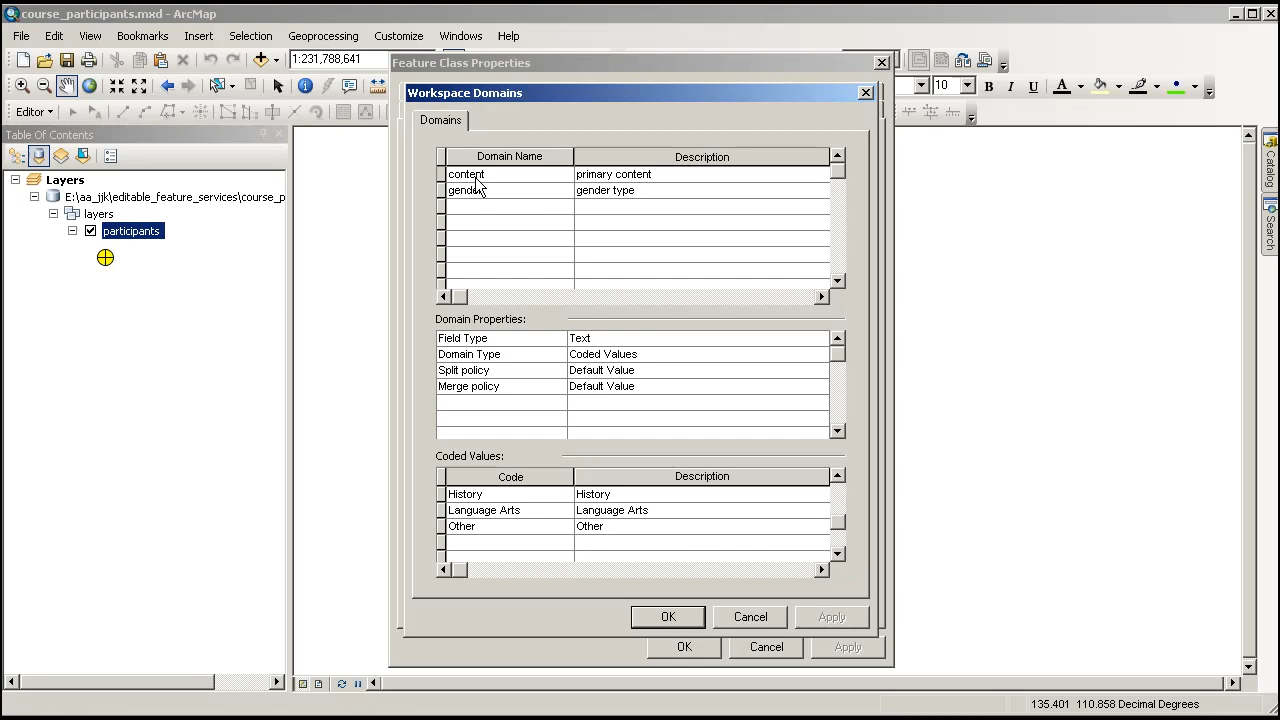 course_participants.mxd - ArcMap
File Edit View Bookmarks Insert Selection Geoprocessing Customize Windows Help
1:231,788,641
Feature Class Properties
10 B I U A
Editor
Workspace Domains
Table Of Contents
Domains
Domain Name Description
content primary content
gender gender type
Layers
E:\aa_jjk\editable_feature_services\course_p
layers
participants
Domain Properties:
Field Type Text
Domain Type Coded Values
Split policy Default Value
Merge policy Default Value
Coded Values:
Code Description
History History
Language Arts Language Arts
Other Other
OK Cancel Apply
OK Cancel Apply
Catalog
Search
135.401 110.858 Decimal Degrees